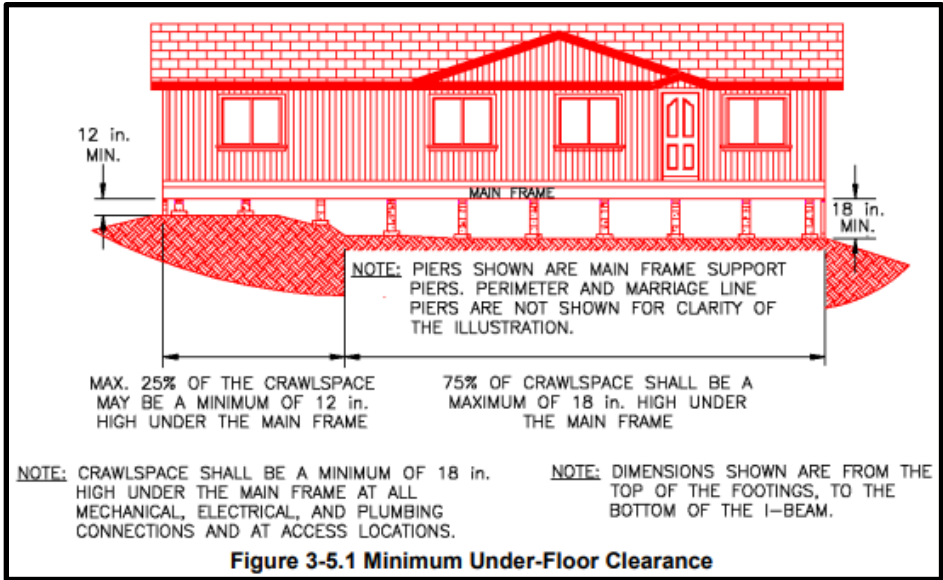 12 in.
MIN.
MAIN FRAME
18 in.
MIN.
NOTE: PIERS SHOWN ARE MAIN FRAME SUPPORT
PIERS. PERIMETER AND MARRIAGE LINE
PIERS ARE NOT SHOWN FOR CLARITY OF
THE ILLUSTRATION.
MAX. 25% OF THE CRAWLSPACE
MAY BE A MINIMUM OF 12 in.
HIGH UNDER THE MAIN FRAME
75% OF CRAWLSPACE SHALL BE A
MAXIMUM OF 18 in. HIGH UNDER
THE MAIN FRAME
NOTE: CRAWLSPACE SHALL BE A MINIMUM OF 18 in.
HIGH UNDER THE MAIN FRAME AT ALL
MECHANICAL, ELECTRICAL, AND PLUMBING
CONNECTIONS AND AT ACCESS LOCATIONS.
NOTE: DIMENSIONS SHOWN ARE FROM THE
TOP OF THE FOOTINGS, TO THE
BOTTOM OF THE I-BEAM.
Figure 3-5.1 Minimum Under-Floor Clearance